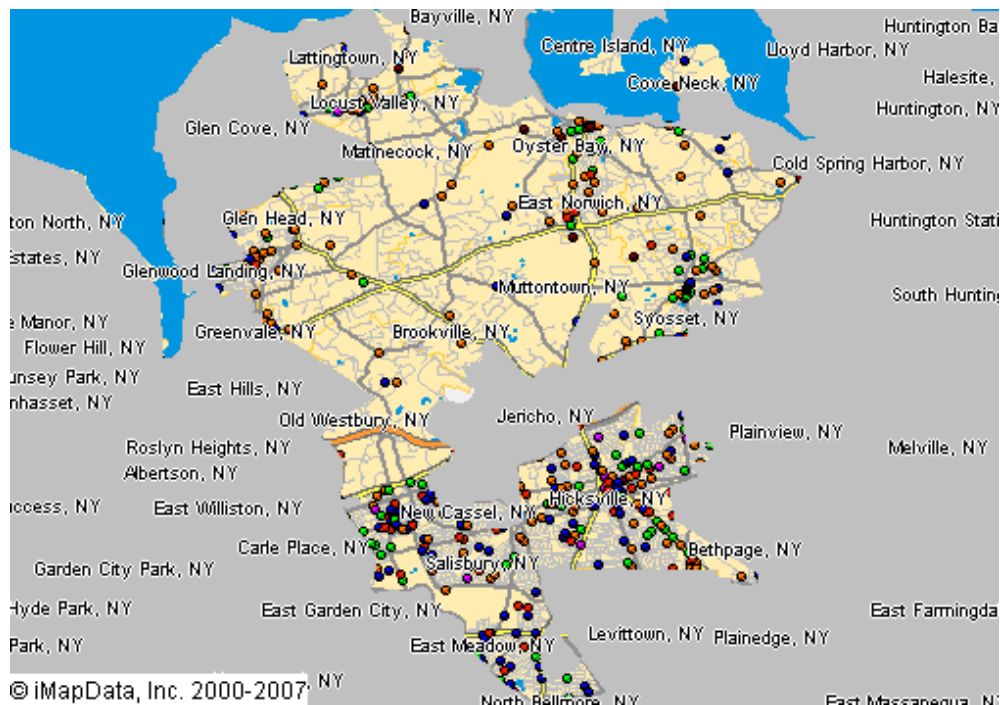 Bayville, NY
Huntington Ba
Centre Island, NY
Lloyd Harbor, NY
Lattingtown, NY
Cove Neck, NY
Halesite,
Locust Valley, NY
Huntington, NY
Glen Cove, NY
Matinecock, NY
Oyster Bay, NY
Cold Spring Harbor, NY
East Norwich, NY
ton North, NY
Glen Head, NY
Huntington Stati
Estates, NY
Glenwood Landing, NY
Muttontown, NY
South Hunting
e Manor, NY
Greenvale, NY
Brookville, NY
Syosset, NY
Flower Hill, NY
unsey Park, NY
East Hills, NY
nhasset, NY
Old Westbury, NY
Jericho, NY
Plainview, NY
Roslyn Heights, NY
Melville, NY
Albertson, NY
uccess, NY
East Williston, NY
New Cassel, NY
Hicksville, NY
Carle Place, NY
Bethpage, NY
Garden City Park, NY
Salisbury, NY
Hyde Park, NY
East Garden City, NY
East Farmingda
Park, NY
East Meadow, NY
Levittown, NY
Plainedge, NY
NY
© iMapData, Inc. 2000-2007
North Bellmore, NY
East Massapequa, N